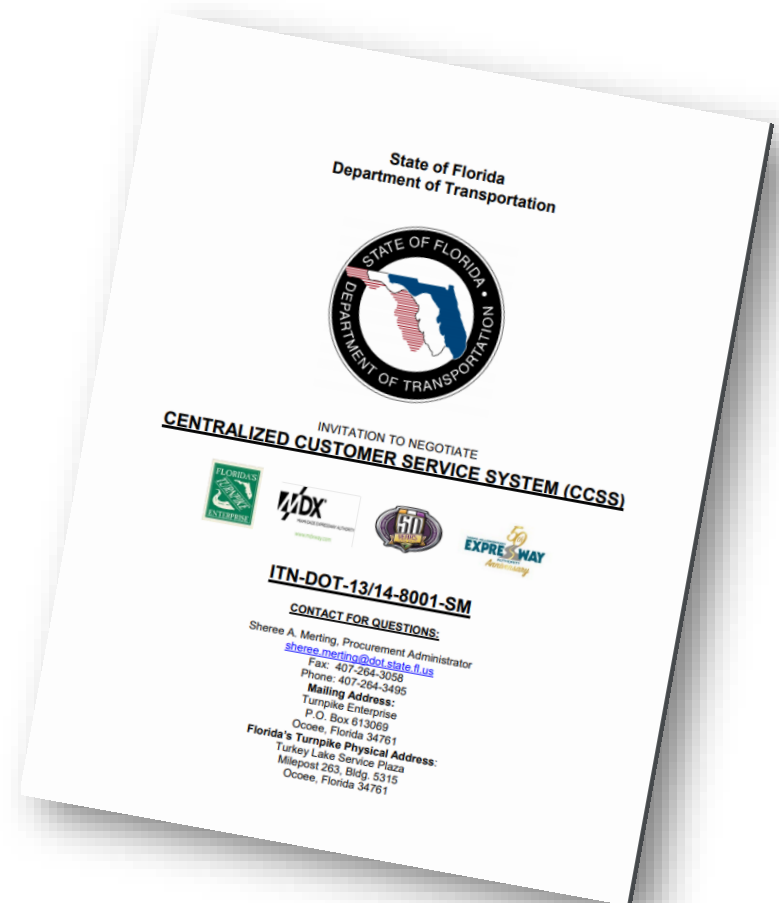 State of Florida
Department of Transportation
STATE OF FLORIDA •
DEPARTMENT OF TRANSPORTATION
INVITATION TO NEGOTIATE
CENTRALIZED CUSTOMER SERVICE SYSTEM (CCSS)
FLORIDA'S
TURNPIKE
ENTERPRISE
MDX
50
YEARS
50
EXPRESSWAY
Anniversary
ITN-DOT-13/14-8001-SM
CONTACT FOR QUESTIONS:
Sheree A. Merting, Procurement Administrator
sheree.merting@dot.state.fl.us
Fax: 407-264-3058
Phone: 407-264-3495
Mailing Address:
Turnpike Enterprise
P.O. Box 613069
Ocoee, Florida 34761
Florida's Turnpike Physical Address:
Turkey Lake Service Plaza
Milepost 263, Bldg. 5315
Ocoee, Florida 34761